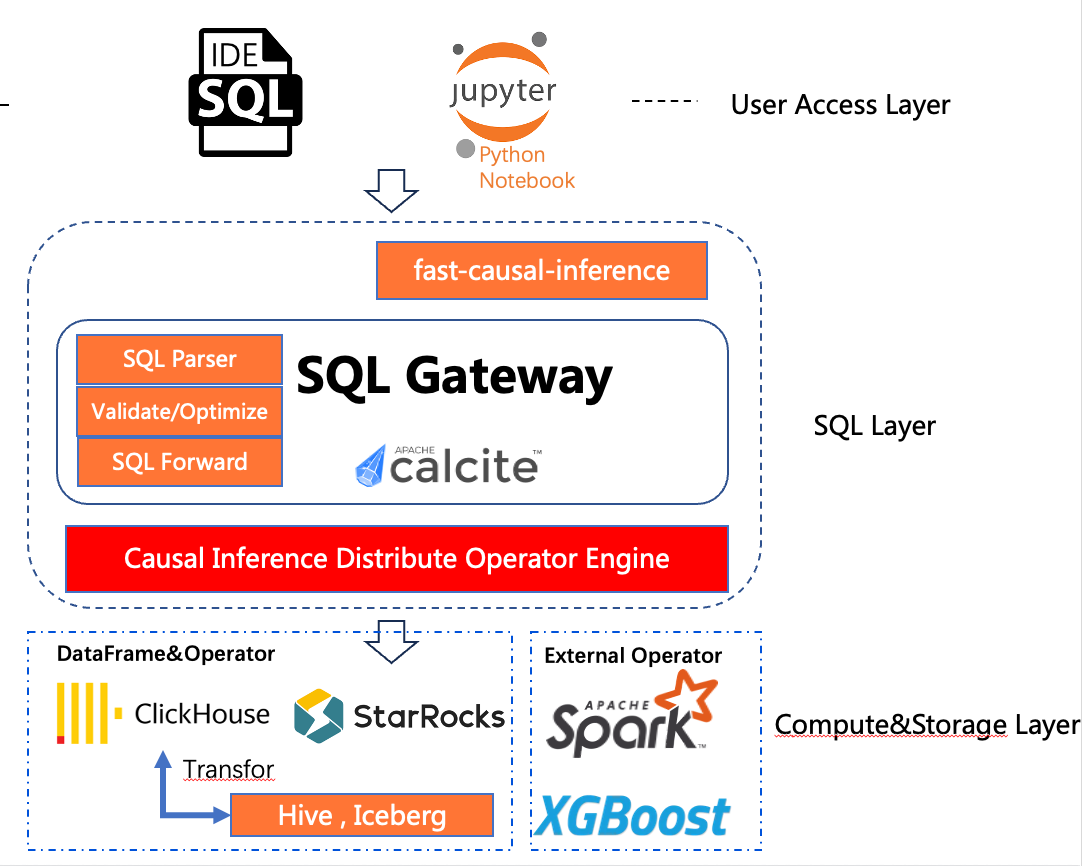 IDE
SQL
jupyter
Python
Notebook
User Access Layer
fast-causal-inference
SQL Parser
Validate/Optimize
SQL Forward
SQL Gateway
APACHE
calcite™
SQL Layer
Causal Inference Distribute Operator Engine
DataFrame&Operator
ClickHouse
StarRocks
Transfor
Hive , Iceberg
External Operator
APACHE
Spark™
XGBoost
Compute&Storage Layer